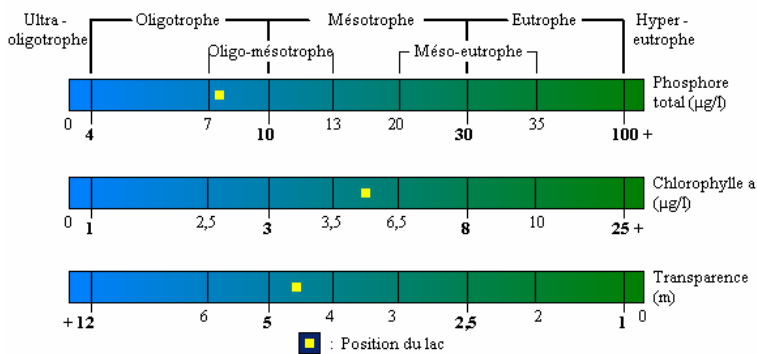 Ultra-oligotrophe
Oligotrophe
Mésotrophe
Eutrophe
Hyper-eutrophe
Oligo-mésotrophe
Méso-eutrophe
Phosphore total (µg/l)
0 4 7 10 13 20 30 35 100 +
Chlorophylle a (µg/l)
0 1 2,5 3 3,5 6,5 8 10 25 +
Transparence (m)
+ 12 6 5 4 3 2,5 2 1 0
: Position du lac